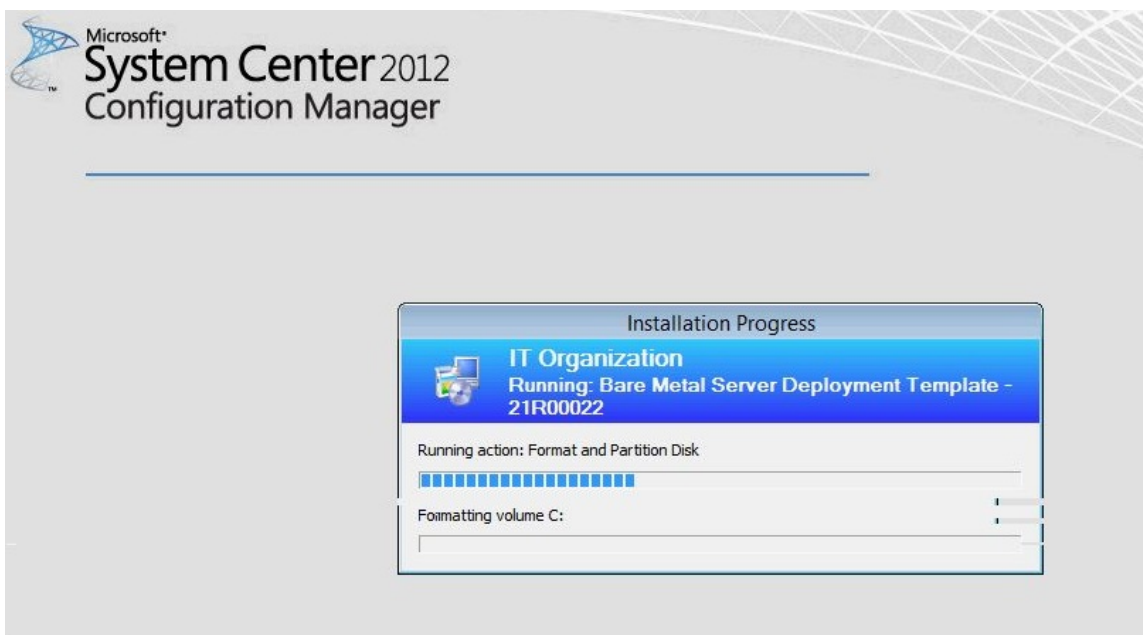 Microsoft®
System Center 2012
Configuration Manager
Installation Progress
IT Organization
Running: Bare Metal Server Deployment Template -
21R00022
Running action: Format and Partition Disk
Formatting volume C: